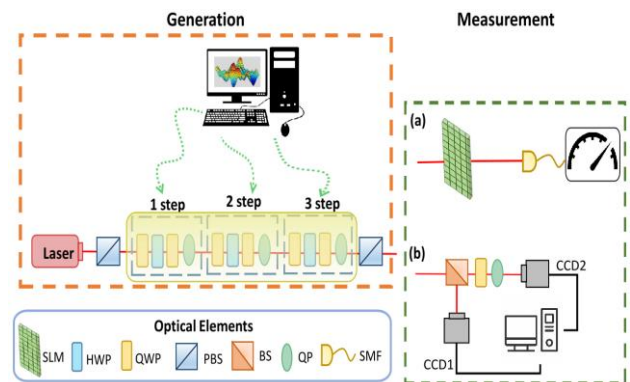 Generation
Measurement
(a)
1 step
2 step
3 step
Laser
(b)
CCD2
CCD1
Optical Elements
SLM
HWP
QWP
PBS
BS
QP
SMF